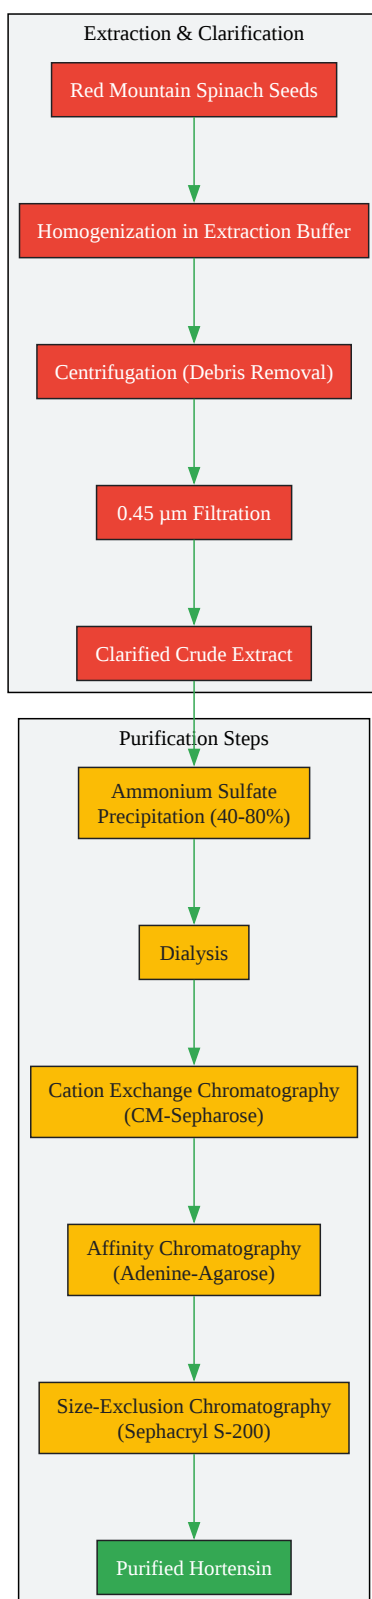 Extraction & Clarification
Red Mountain Spinach Seeds
Homogenization in Extraction Buffer
Centrifugation (Debris Removal)
0.45 µm Filtration
Clarified Crude Extract
Purification Steps
Ammonium Sulfate
Precipitation (40-80%)
Dialysis
Cation Exchange Chromatography
(CM-Sepharose)
Affinity Chromatography
(Adenine-Agarose)
Size-Exclusion Chromatography
(Sephacryl S-200)
Purified Hortensin